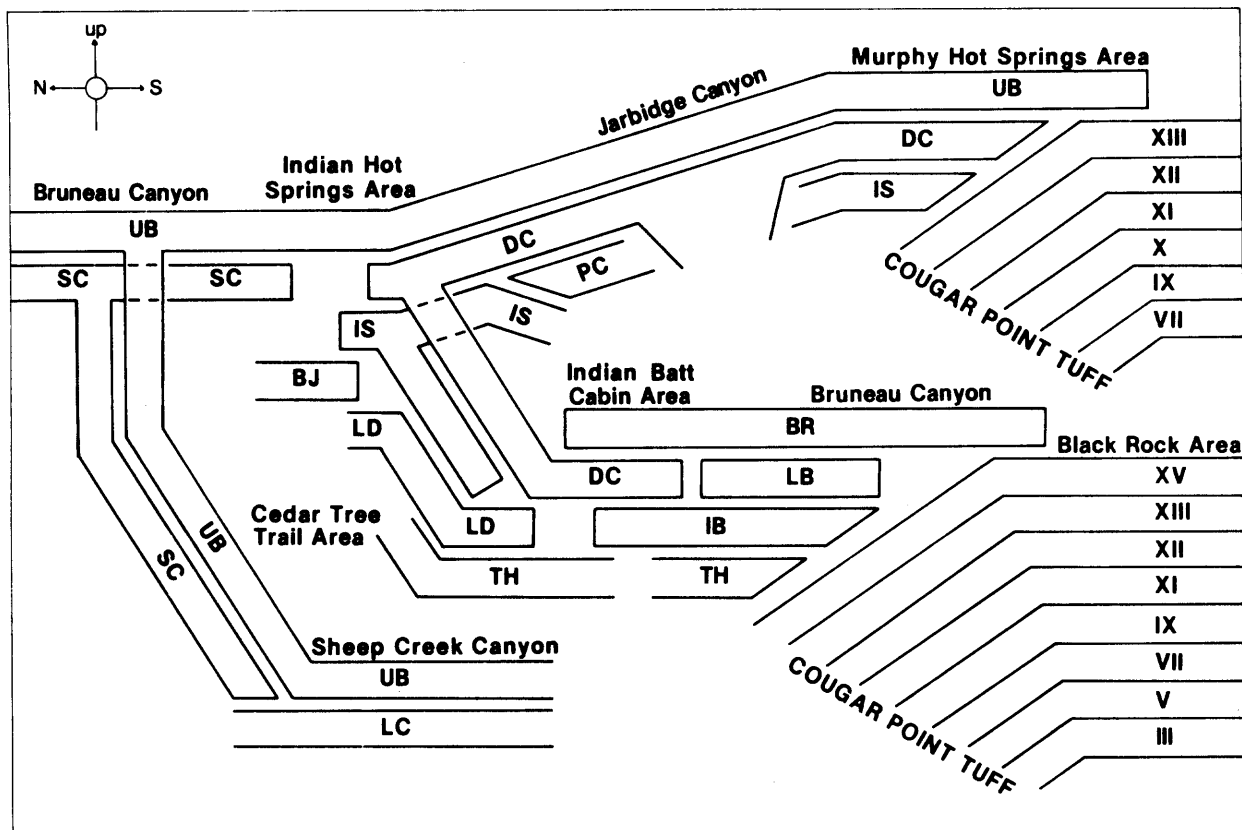 up
N S
Murphy Hot Springs Area
UB
Jarbidge Canyon
DC
XIII
Indian Hot
Springs Area
XII
IS
Bruneau Canyon
XI
UB
DC
X
SC
SC
PC
IX
IS
IS
VII
COUGAR POINT TUFF
BJ
Indian Batt
Cabin Area
Bruneau Canyon
LD
BR
Black Rock Area
DC
LB
XV
Cedar Tree
Trail Area
LD
IB
XIII
UB
XII
SC
TH
TH
XI
IX
Sheep Creek Canyon
VII
UB
V
LC
III
COUGAR POINT TUFF